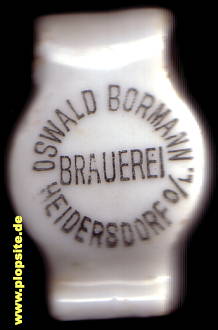 OSWALD BORMANN
BRAUEREI
HEIDERSDORF
www.plopsite.de